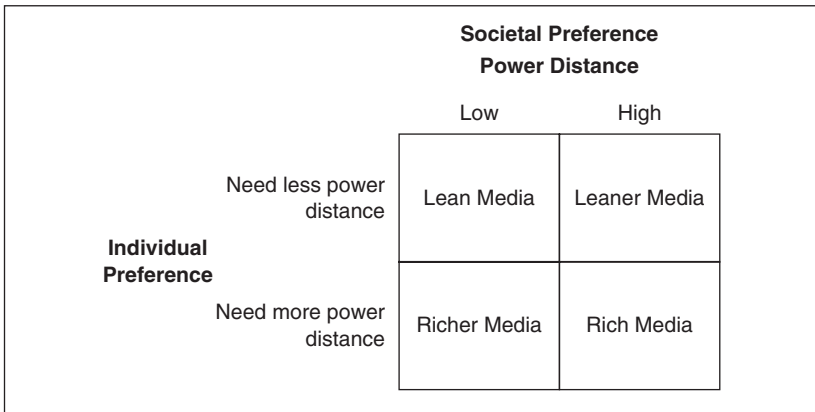 Societal Preference
Power Distance
Low High
Need less power
distance
Lean Media Leaner Media
Individual
Preference
Need more power
distance
Richer Media Rich Media